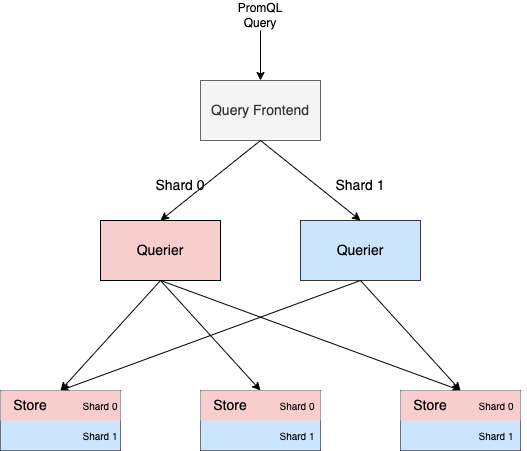 PromQL
Query
Query Frontend
Shard 0
Shard 1
Querier
Querier
Store Shard 0
Shard 1
Store Shard 0
Shard 1
Store Shard 0
Shard 1